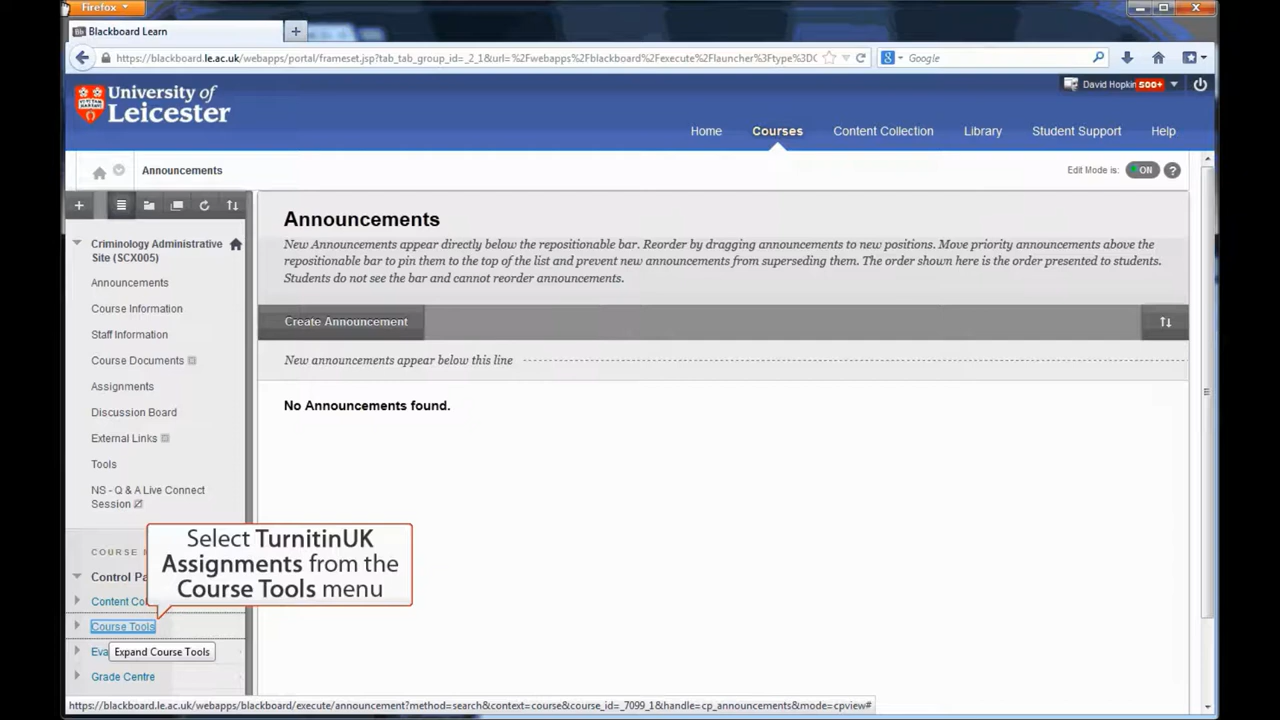 Firefox
Blackboard Learn
https://blackboard.le.ac.uk/webapps/portal/frameset.jsp?tab_tab_group_id=_2_1&url=%2Fwebapps%2Fblackboard%2Fexecute%2Flauncher%3Ftype%3DC
Google
University of
Leicester
David Hopkin 500+
Home Courses Content Collection Library Student Support Help
Announcements
Edit Mode is: ON ?
Criminology Administrative
Site (SCX005)
Announcements
Course Information
Staff Information
Course Documents
Assignments
Discussion Board
External Links
Tools
NS - Q & A Live Connect
Session
COURSE
Control Pa
Content Co
Course Tools
Eva
Expand Course Tools
Grade Centre
Announcements
New Announcements appear directly below the repositionable bar. Reorder by dragging announcements to new positions. Move priority announcements above the
repositionable bar to pin them to the top of the list and prevent new announcements from superseding them. The order shown here is the order presented to students.
Students do not see the bar and cannot reorder announcements.
Create Announcement
New announcements appear below this line
No Announcements found.
Select TurnitinUK
Assignments from the
Course Tools menu
https://blackboard.le.ac.uk/webapps/blackboard/execute/announcement?method=search&context=course&course_id=_7099_1&handle=cp_announcements&mode=cpview#